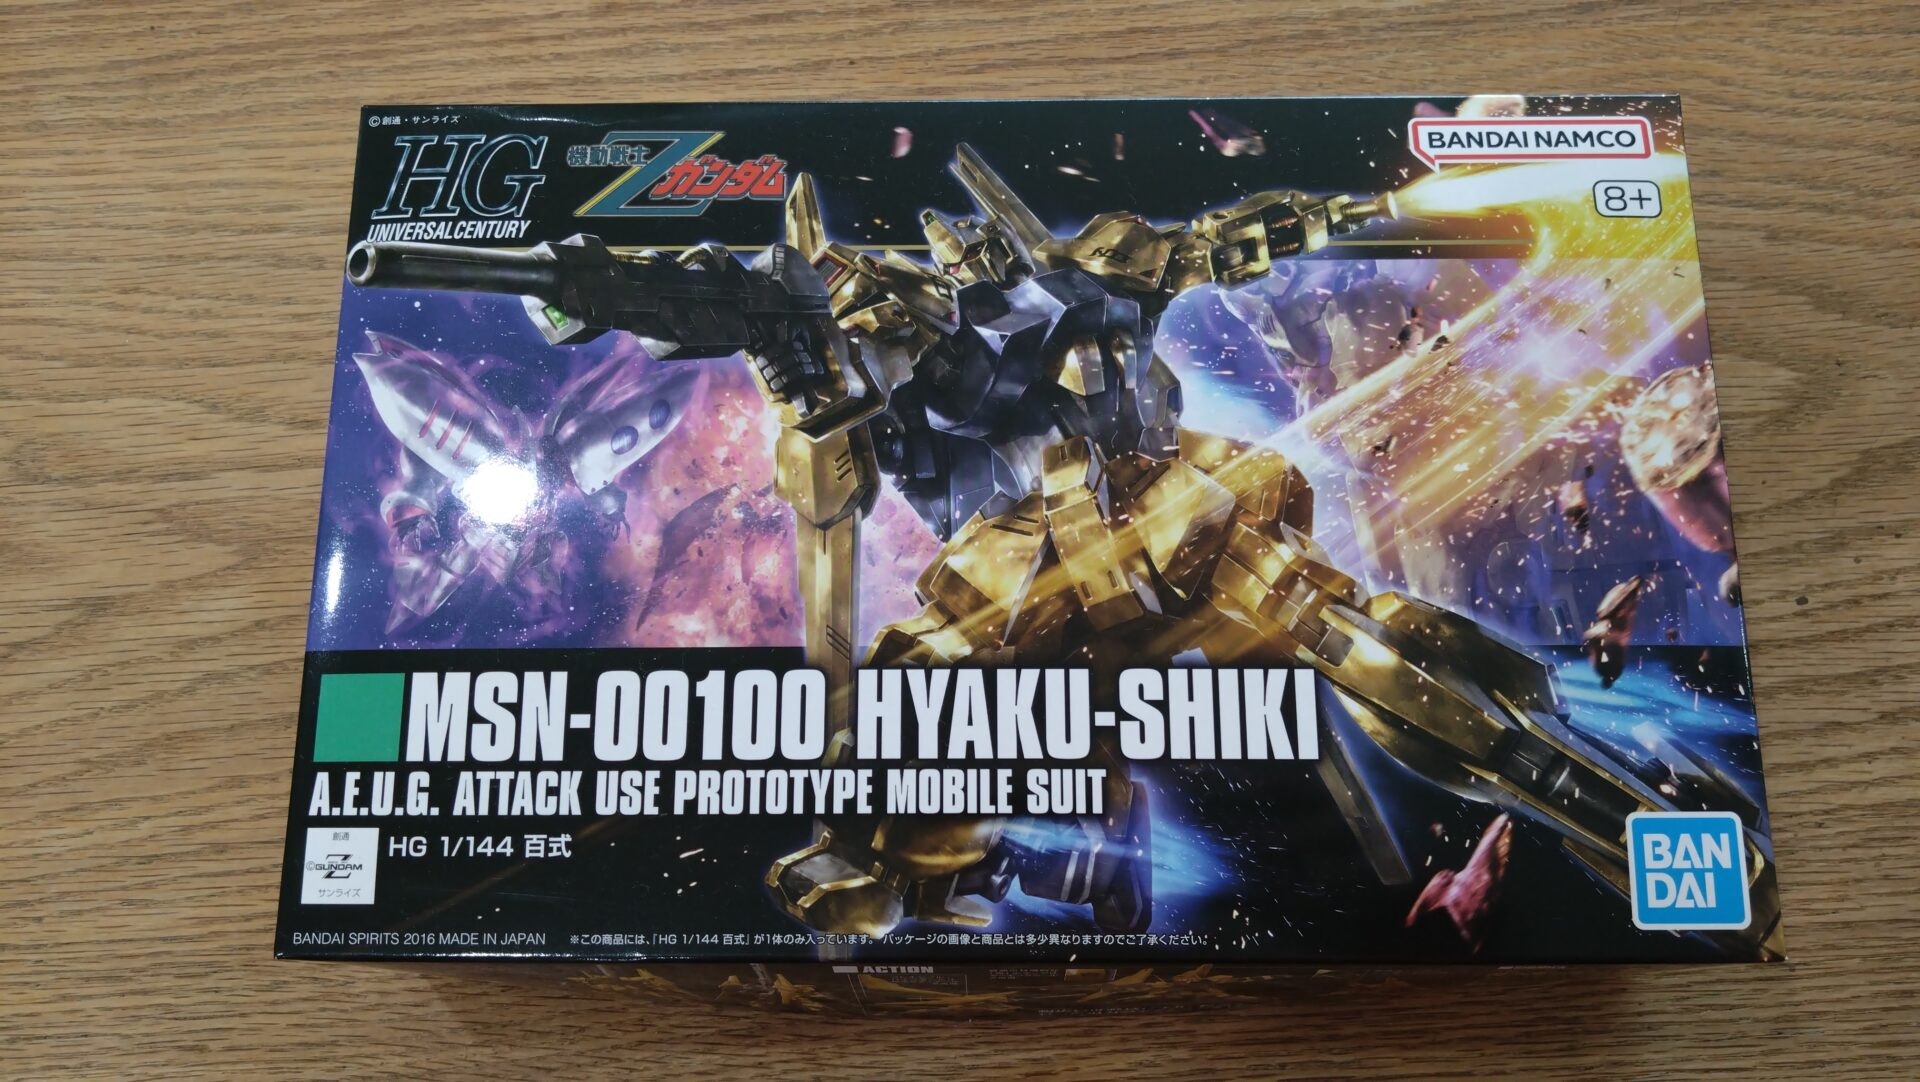 ©創通・サンライズ
HG
UNIVERSAL CENTURY
機動戦士
Z
ガンダム
BANDAI NAMCO
8+
MSN-00100 HYAKU-SHIKI
A.E.U.G. ATTACK USE PROTOTYPE MOBILE SUIT
HG 1/144 百式
創通
©GUNDAM
Z
サンライズ
BAN
DAI
BANDAI SPIRITS 2016 MADE IN JAPAN
※この商品には、『HG 1/144 百式』が1体のみ入っています。 パッケージの画像と商品とは多少異なりますのでご了承ください。
ACTION